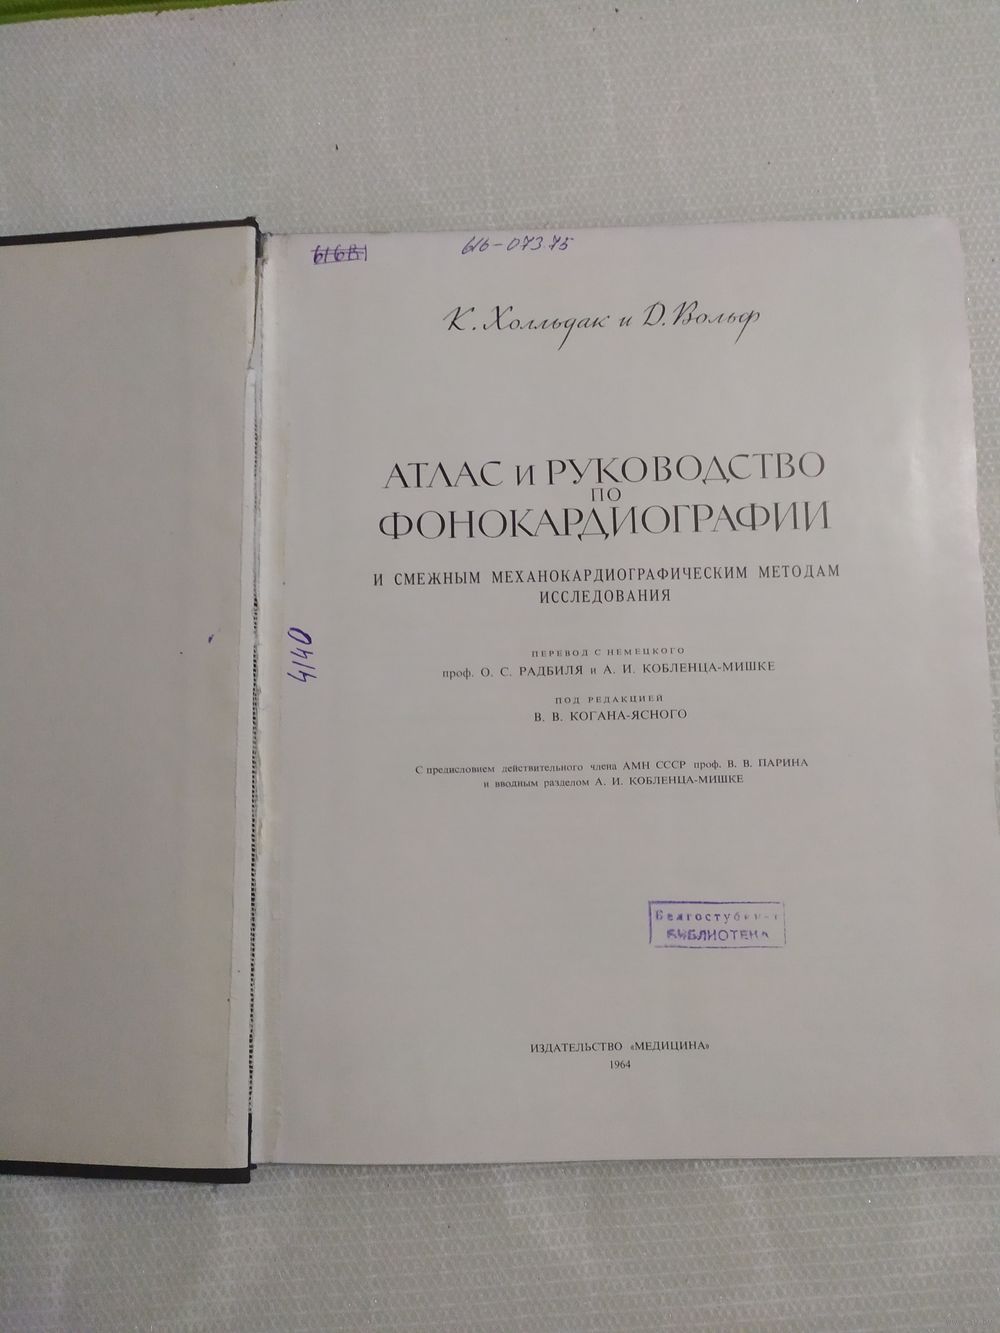 616В
616-073.75
К. Холльдак и Д. Вольф
АТЛАС и РУКОВОДСТВО
ПО
ФОНОКАРДИОГРАФИИ
И СМЕЖНЫМ МЕХАНОКАРДИОГРАФИЧЕСКИМ МЕТОДАМ
ИССЛЕДОВАНИЯ
ПЕРЕВОД С НЕМЕЦКОГО
проф. О. С. РАДБИЛЯ и А. И. КОБЛЕНЦА-МИШКЕ
ПОД РЕДАКЦИЕЙ
В. В. КОГАНА-ЯСНОГО
4140
С предисловием действительного члена АМН СССР проф. В. В. ПАРИНА
и вводным разделом А. И. КОБЛЕНЦА-МИШКЕ
БИБЛИОТЕКА
ИЗДАТЕЛЬСТВО «МЕДИЦИНА»
1964